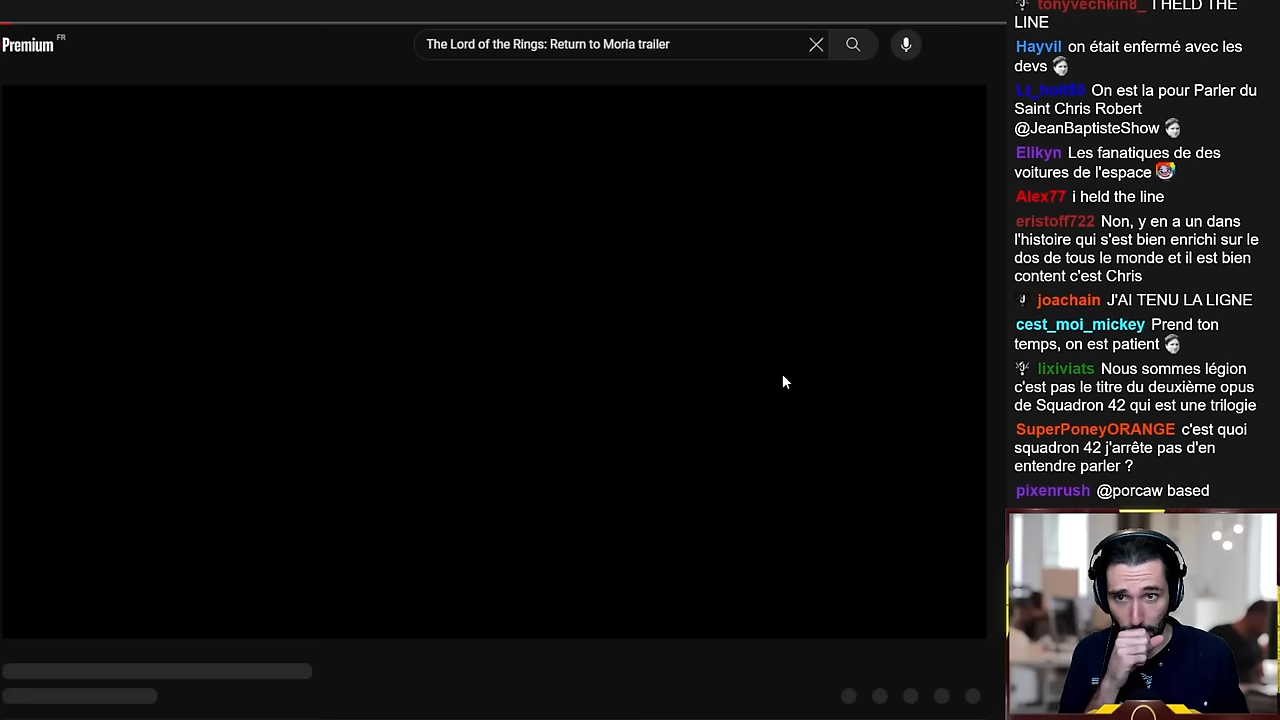 Premium FR
The Lord of the Rings: Return to Moria trailer
tonyvechkin8_ I HELD THE
LINE
Hayvil on était enfermé avec les
devs
Lt_holt50 On est la pour Parler du
Saint Chris Robert
@JeanBaptisteShow
Elikyn Les fanatiques de des
voitures de l'espace
Alex77 i held the line
eristoff722 Non, y en a un dans
l'histoire qui s'est bien enrichi sur le
dos de tous le monde et il est bien
content c'est Chris
joachain J'AI TENU LA LIGNE
cest_moi_mickey Prend ton
temps, on est patient
lixiviats Nous sommes légion
c'est pas le titre du deuxième opus
de Squadron 42 qui est une trilogie
SuperPoneyORANGE c'est quoi
squadron 42 j'arrête pas d'en
entendre parler ?
pixenrush @porcaw based